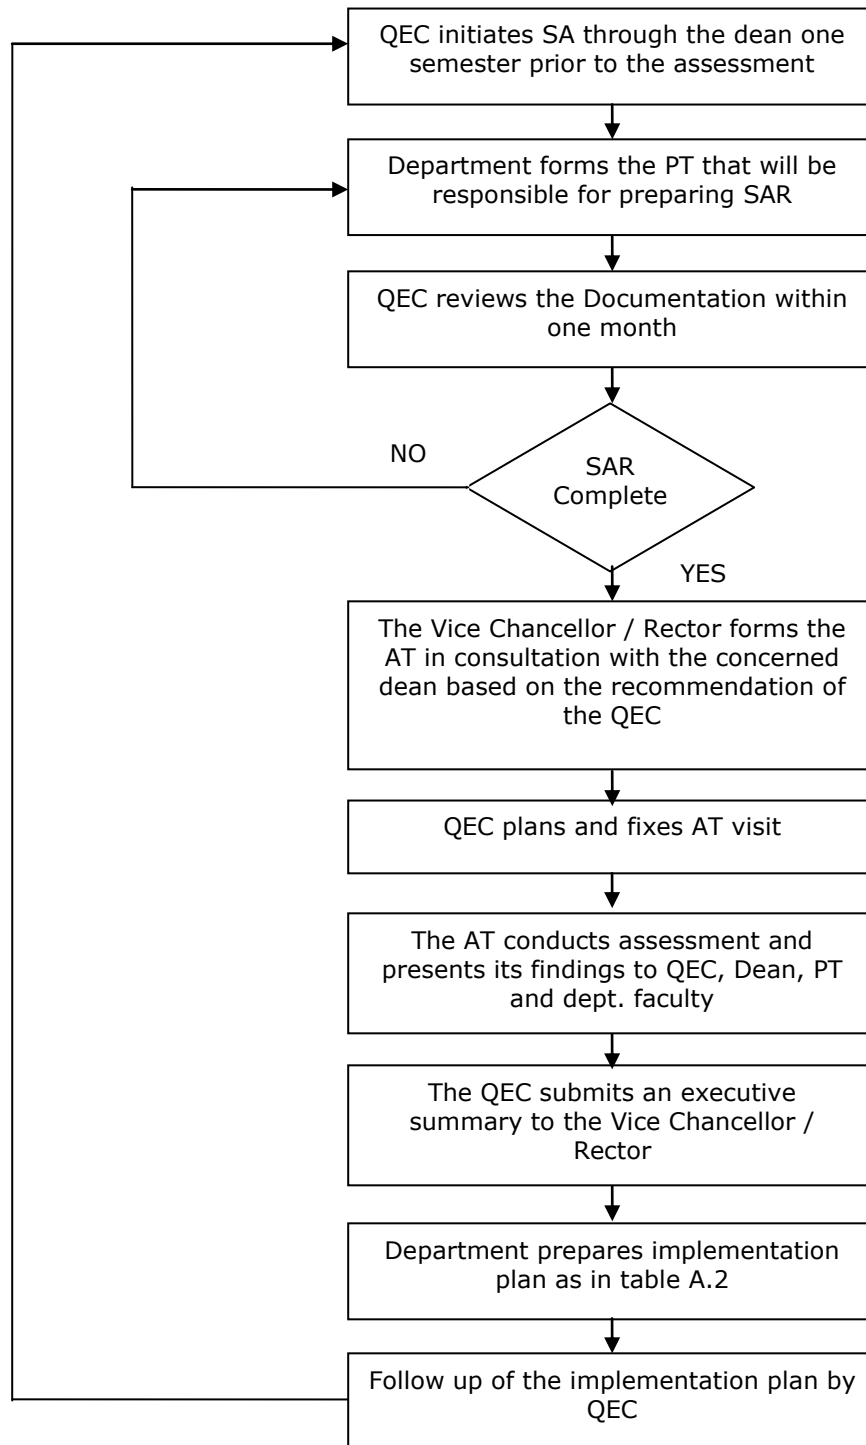 QEC initiates SA through the dean one
semester prior to the assessment
Department forms the PT that will be
responsible for preparing SAR
QEC reviews the Documentation within
one month
NO
SAR
Complete
YES
The Vice Chancellor / Rector forms the
AT in consultation with the concerned
dean based on the recommendation of
the QEC
QEC plans and fixes AT visit
The AT conducts assessment and
presents its findings to QEC, Dean, PT
and dept. faculty
The QEC submits an executive
summary to the Vice Chancellor /
Rector
Department prepares implementation
plan as in table A.2
Follow up of the implementation plan by
QEC